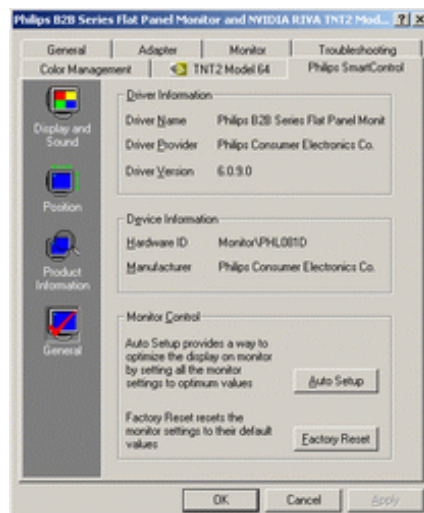 Philips B2B Series Flat Panel Monitor and NVIDIA RIVA TNT2 Mod...
General Adapter Monitor Troubleshooting
Color Management TNT2 Model 64 Philips SmartControl
Display and
Sound
Position
Product
Information
General
Driver Information
Driver Name Philips B2B Series Flat Panel Monit
Driver Provider Philips Consumer Electronics Co.
Driver Version 6.0.9.0
Device Information
Hardware ID Monitor\PHL081D
Manufacturer Philips Consumer Electronics Co.
Monitor Control
Auto Setup provides a way to
optimize the display on monitor
by setting all the monitor
settings to optimum values
Auto Setup
Factory Reset resets the
monitor settings to their default
values
Factory Reset
OK Cancel Apply